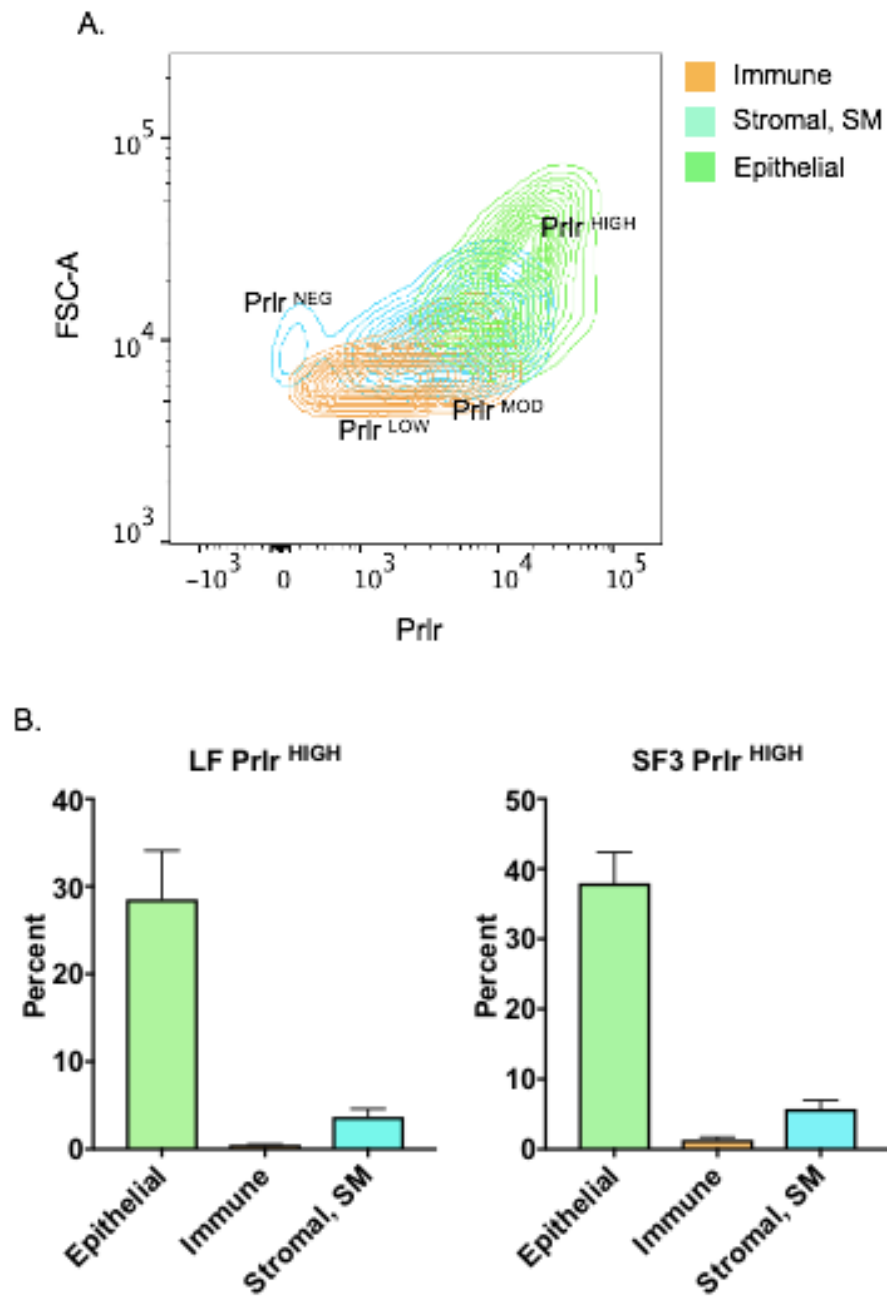 A.
Immune
Stromal, SM
Epithelial
10^5
Prlr HIGH
FSC-A
Prlr NEG
10^4
Prlr MOD
Prlr LOW
10^3
−10^3 0 10^3 10^4 10^5
Prlr
B.
LF Prlr HIGH
40
30
20
10
0
Percent
Epithelial
Immune
Stromal, SM
SF3 Prlr HIGH
50
40
30
20
10
0
Percent
Epithelial
Immune
Stromal, SM